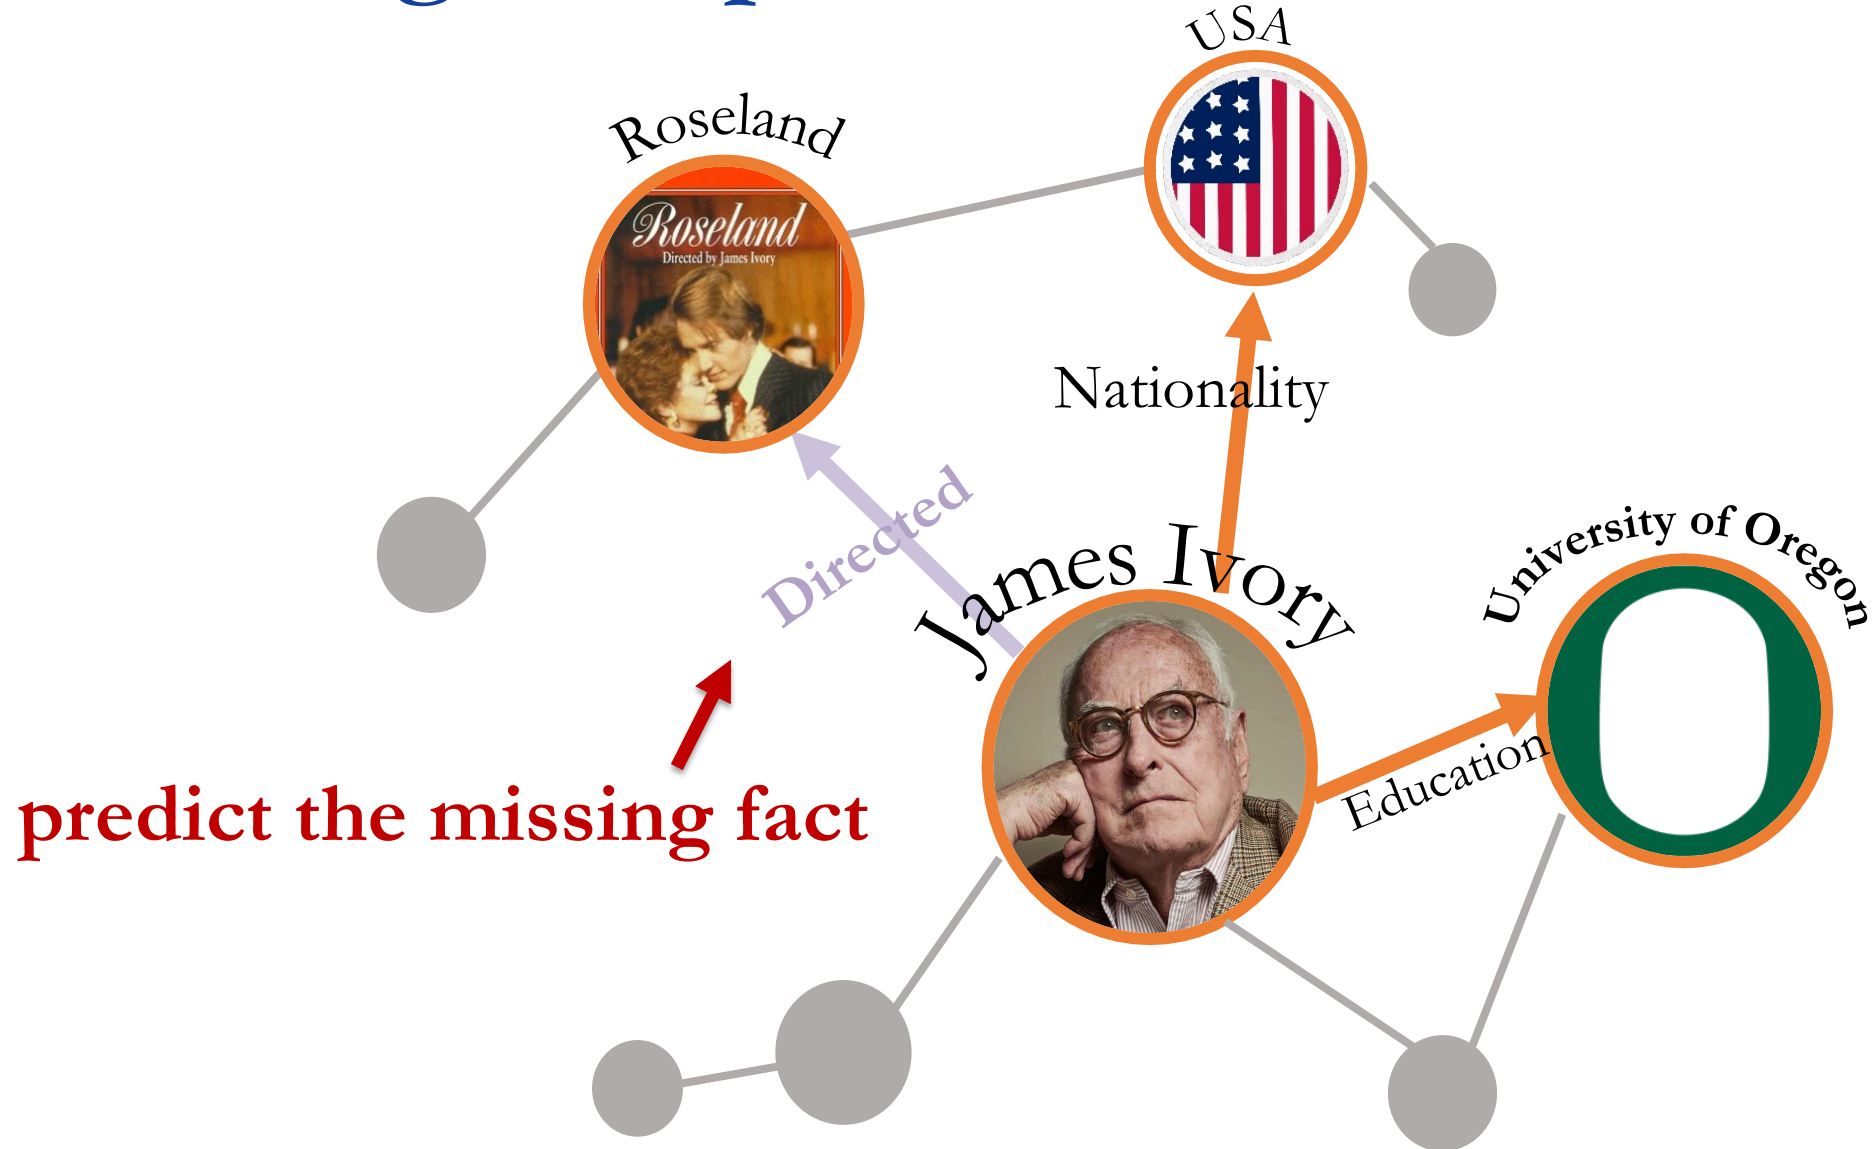 USA
Roseland
Roseland
Directed by James Ivory
Nationality
Directed
James Ivory
University of Oregon
Education
predict the missing fact